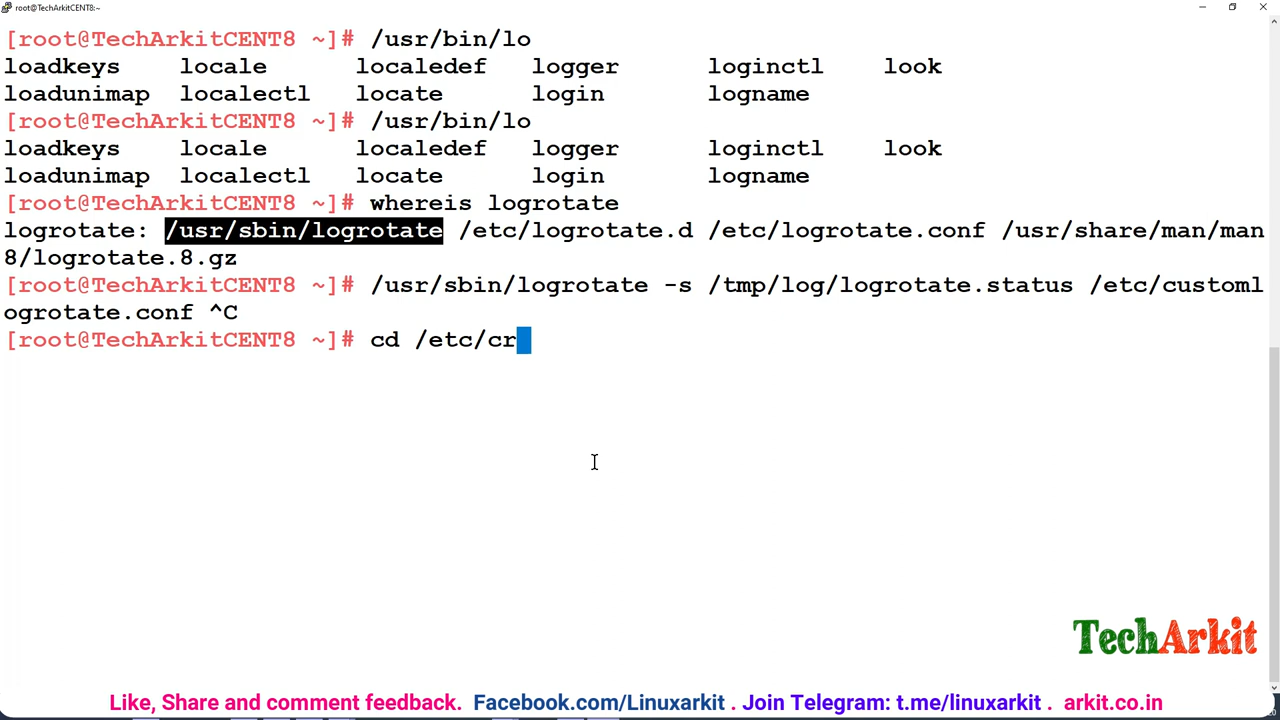 root@TechArkitCENT8:~
[root@TechArkitCENT8 ~]# /usr/bin/lo
loadkeys locale localedef logger loginctl look
loadunimap localectl locate login logname
[root@TechArkitCENT8 ~]# /usr/bin/lo
loadkeys locale localedef logger loginctl look
loadunimap localectl locate login logname
[root@TechArkitCENT8 ~]# whereis logrotate
logrotate: /usr/sbin/logrotate /etc/logrotate.d /etc/logrotate.conf /usr/share/man/man
8/logrotate.8.gz
[root@TechArkitCENT8 ~]# /usr/sbin/logrotate -s /tmp/log/logrotate.status /etc/customl
ogrotate.conf ^C
[root@TechArkitCENT8 ~]# cd /etc/cr
TechArkit
Like, Share and comment feedback. Facebook.com/Linuxarkit . Join Telegram: t.me/linuxarkit . arkit.co.in